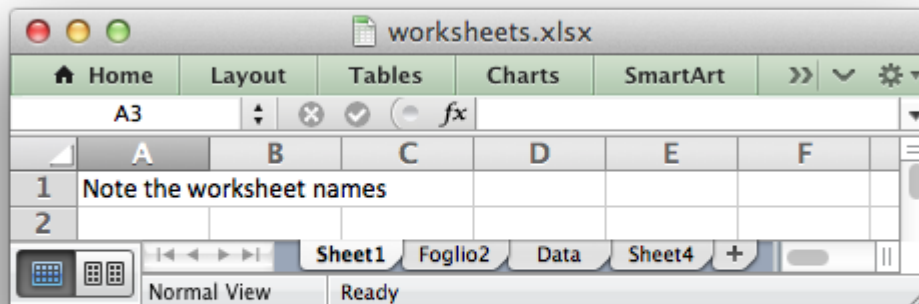 worksheets.xlsx
Home Layout Tables Charts SmartArt
A3 fx
A B C D E F
1 Note the worksheet names
2
Sheet1 Foglio2 Data Sheet4 +
Normal View Ready